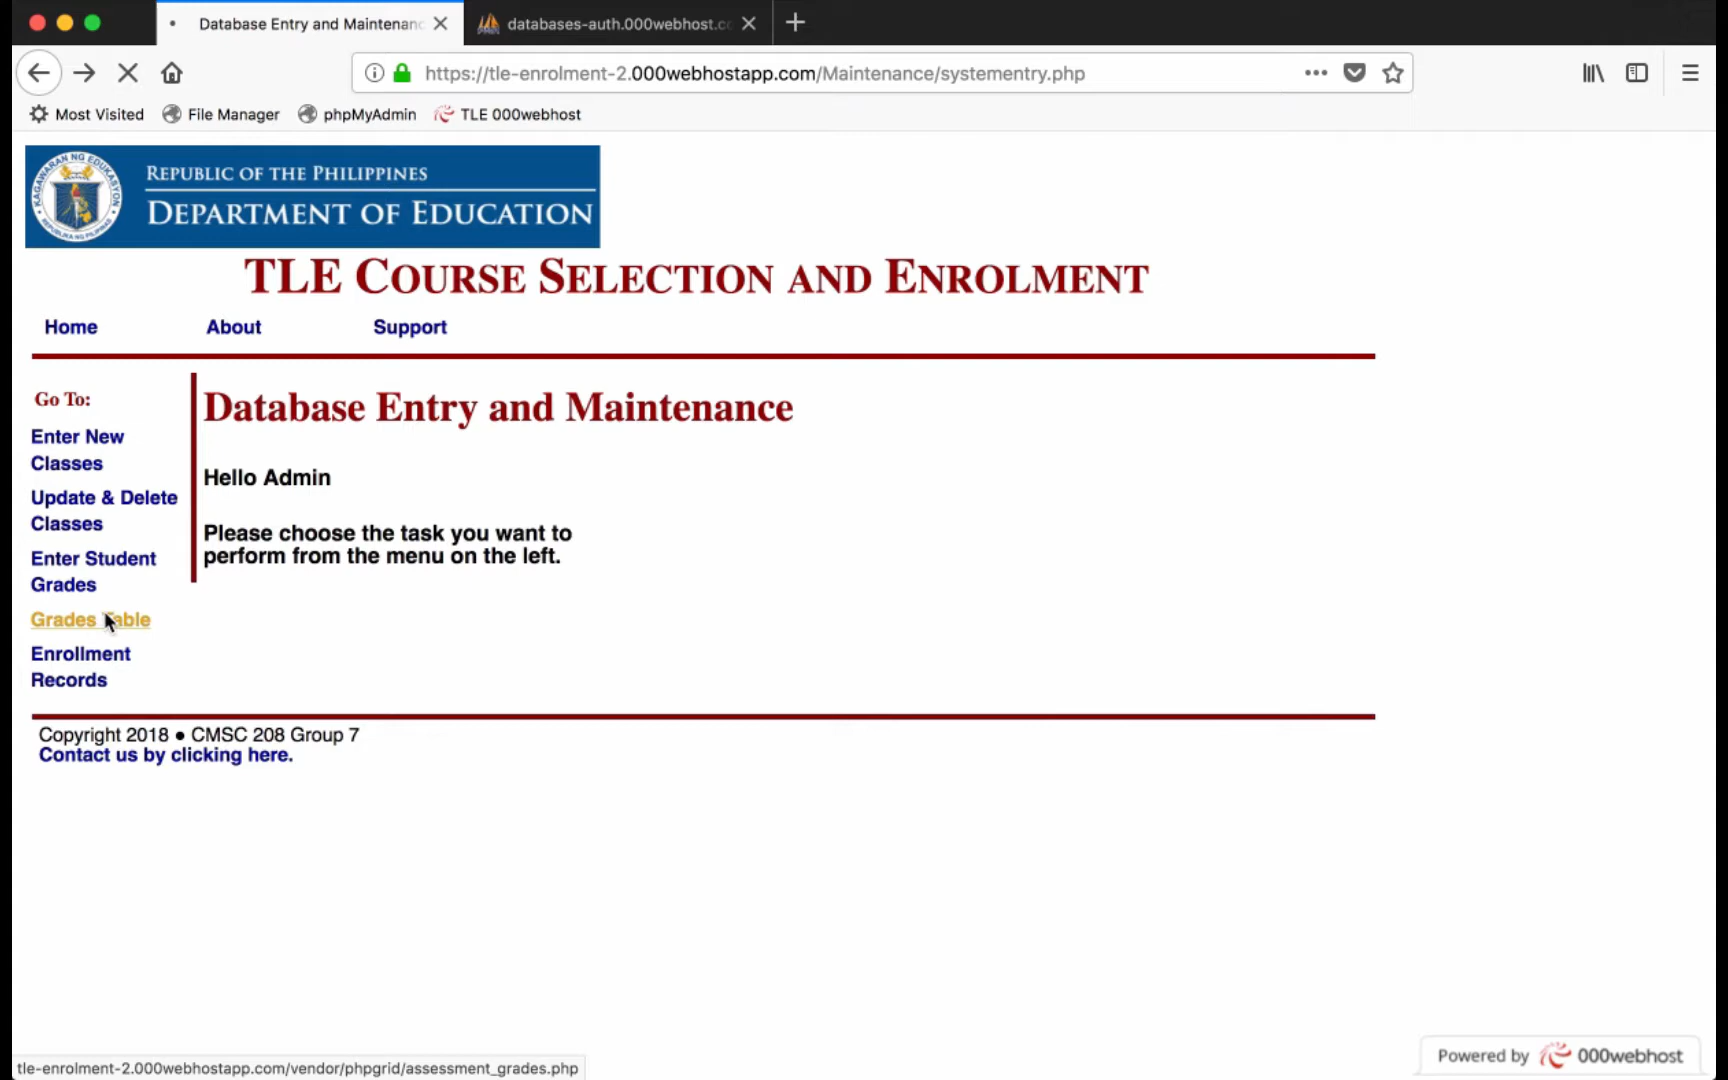 Database Entry and Maintenanc
databases-auth.000webhost.c
https://tle-enrolment-2.000webhostapp.com/Maintenance/systementry.php
Most Visited
File Manager
phpMyAdmin
TLE 000webhost
KAGAWARAN NG EDUKASYON
REPUBLIC OF THE PHILIPPINES
DEPARTMENT OF EDUCATION
TLE COURSE SELECTION AND ENROLMENT
Home About Support
Go To:
Enter New
Classes
Update & Delete
Classes
Enter Student
Grades
Grades Table
Enrollment
Records
Database Entry and Maintenance
Hello Admin
Please choose the task you want to
perform from the menu on the left.
Copyright 2018 ● CMSC 208 Group 7
Contact us by clicking here.
Powered by 000webhost
tle-enrolment-2.000webhostapp.com/vendor/phpgrid/assessment_grades.php